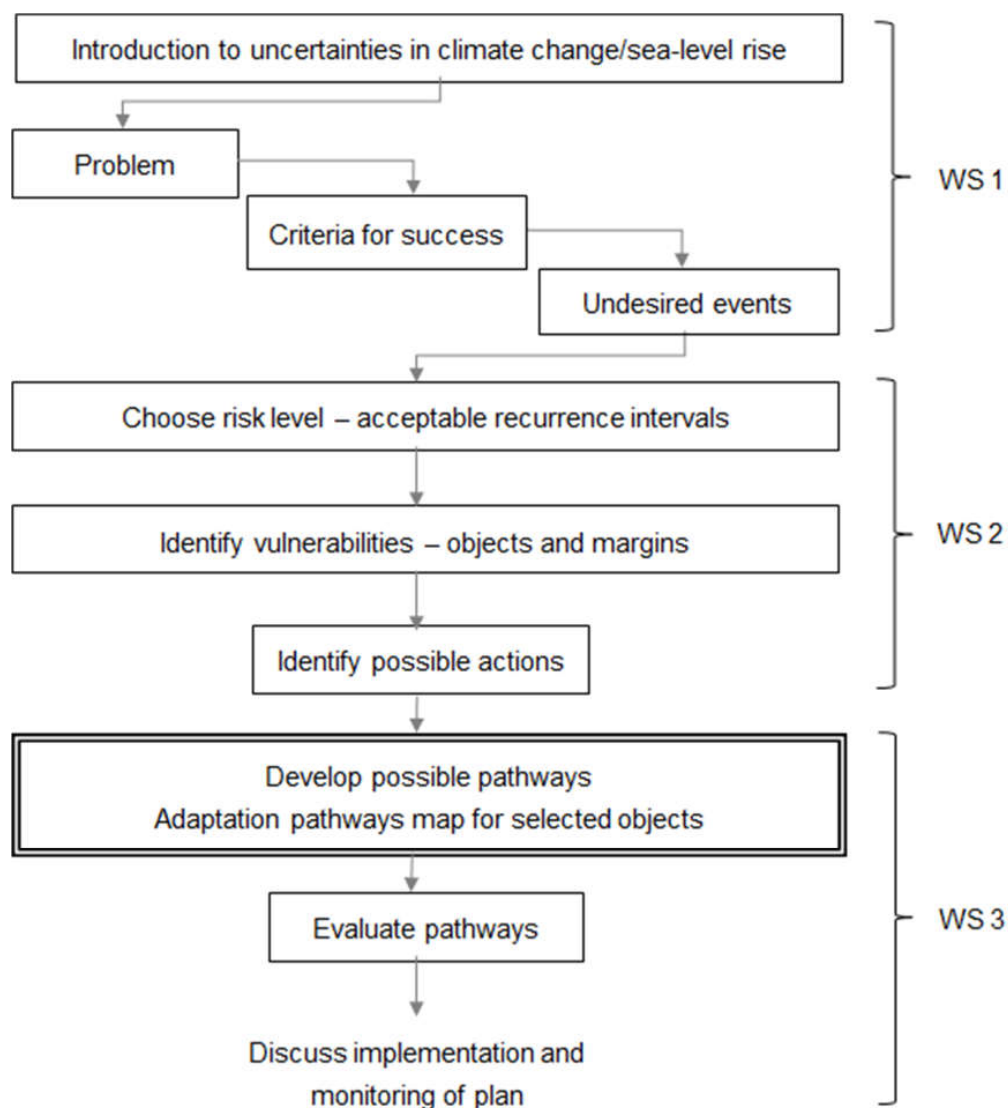 Introduction to uncertainties in climate change/sea-level rise
Problem
WS 1
Criteria for success
Undesired events
Choose risk level – acceptable recurrence intervals
Identify vulnerabilities – objects and margins
WS 2
Identify possible actions
Develop possible pathways
Adaptation pathways map for selected objects
Evaluate pathways
WS 3
Discuss implementation and
monitoring of plan